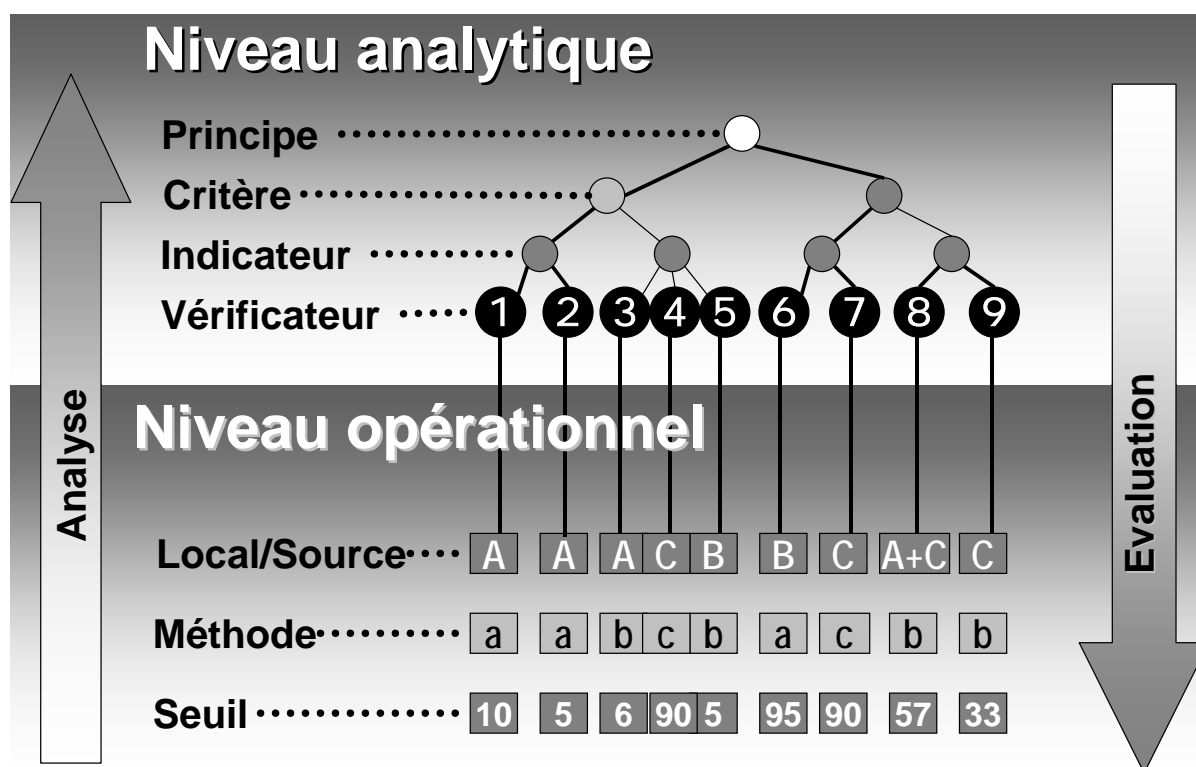 Niveau analytique
Principe
Critère
Indicateur
Vérificateur 1 2 3 4 5 6 7 8 9
Niveau opérationnel
Local/Source A A A C B B C A+C C
Méthode a a b c b a c b b
Seuil 10 5 6 90 5 95 90 57 33
Analyse
Evaluation